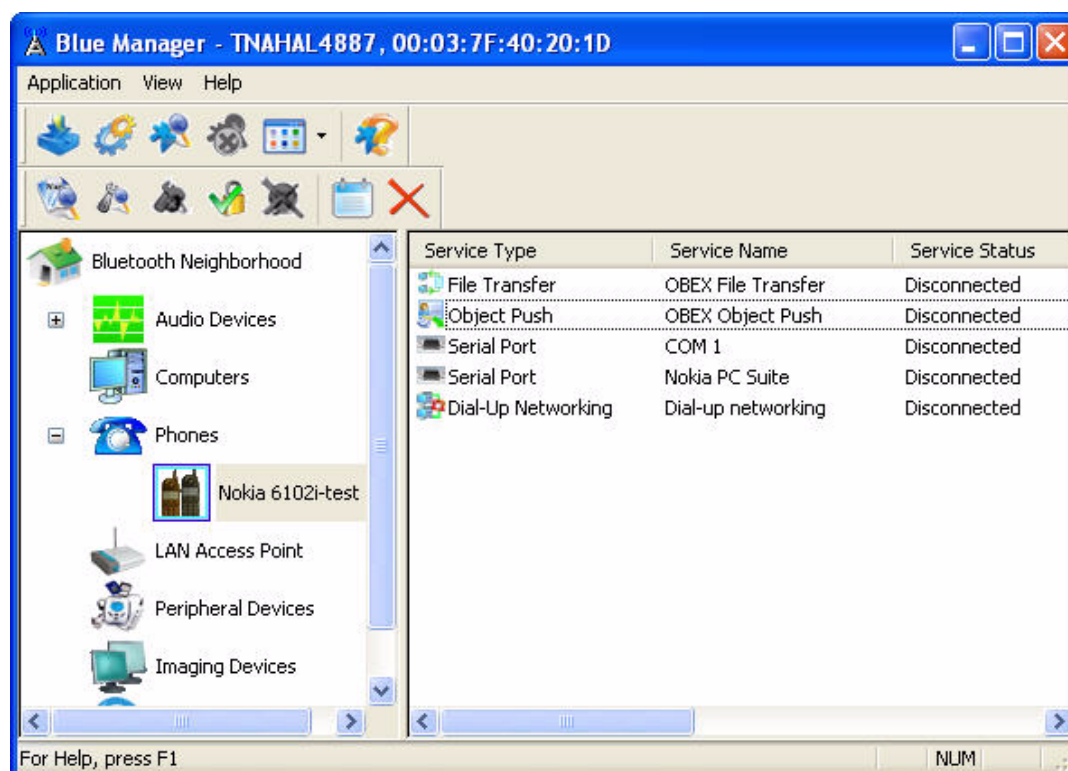 Blue Manager - TNAHAL4887, 00:03:7F:40:20:1D
Application View Help
Bluetooth Neighborhood
Audio Devices
Computers
Phones
Nokia 6102i-test
LAN Access Point
Peripheral Devices
Imaging Devices
Service Type Service Name Service Status
File Transfer OBEX File Transfer Disconnected
Object Push OBEX Object Push Disconnected
Serial Port COM 1 Disconnected
Serial Port Nokia PC Suite Disconnected
Dial-Up Networking Dial-up networking Disconnected
For Help, press F1 NUM